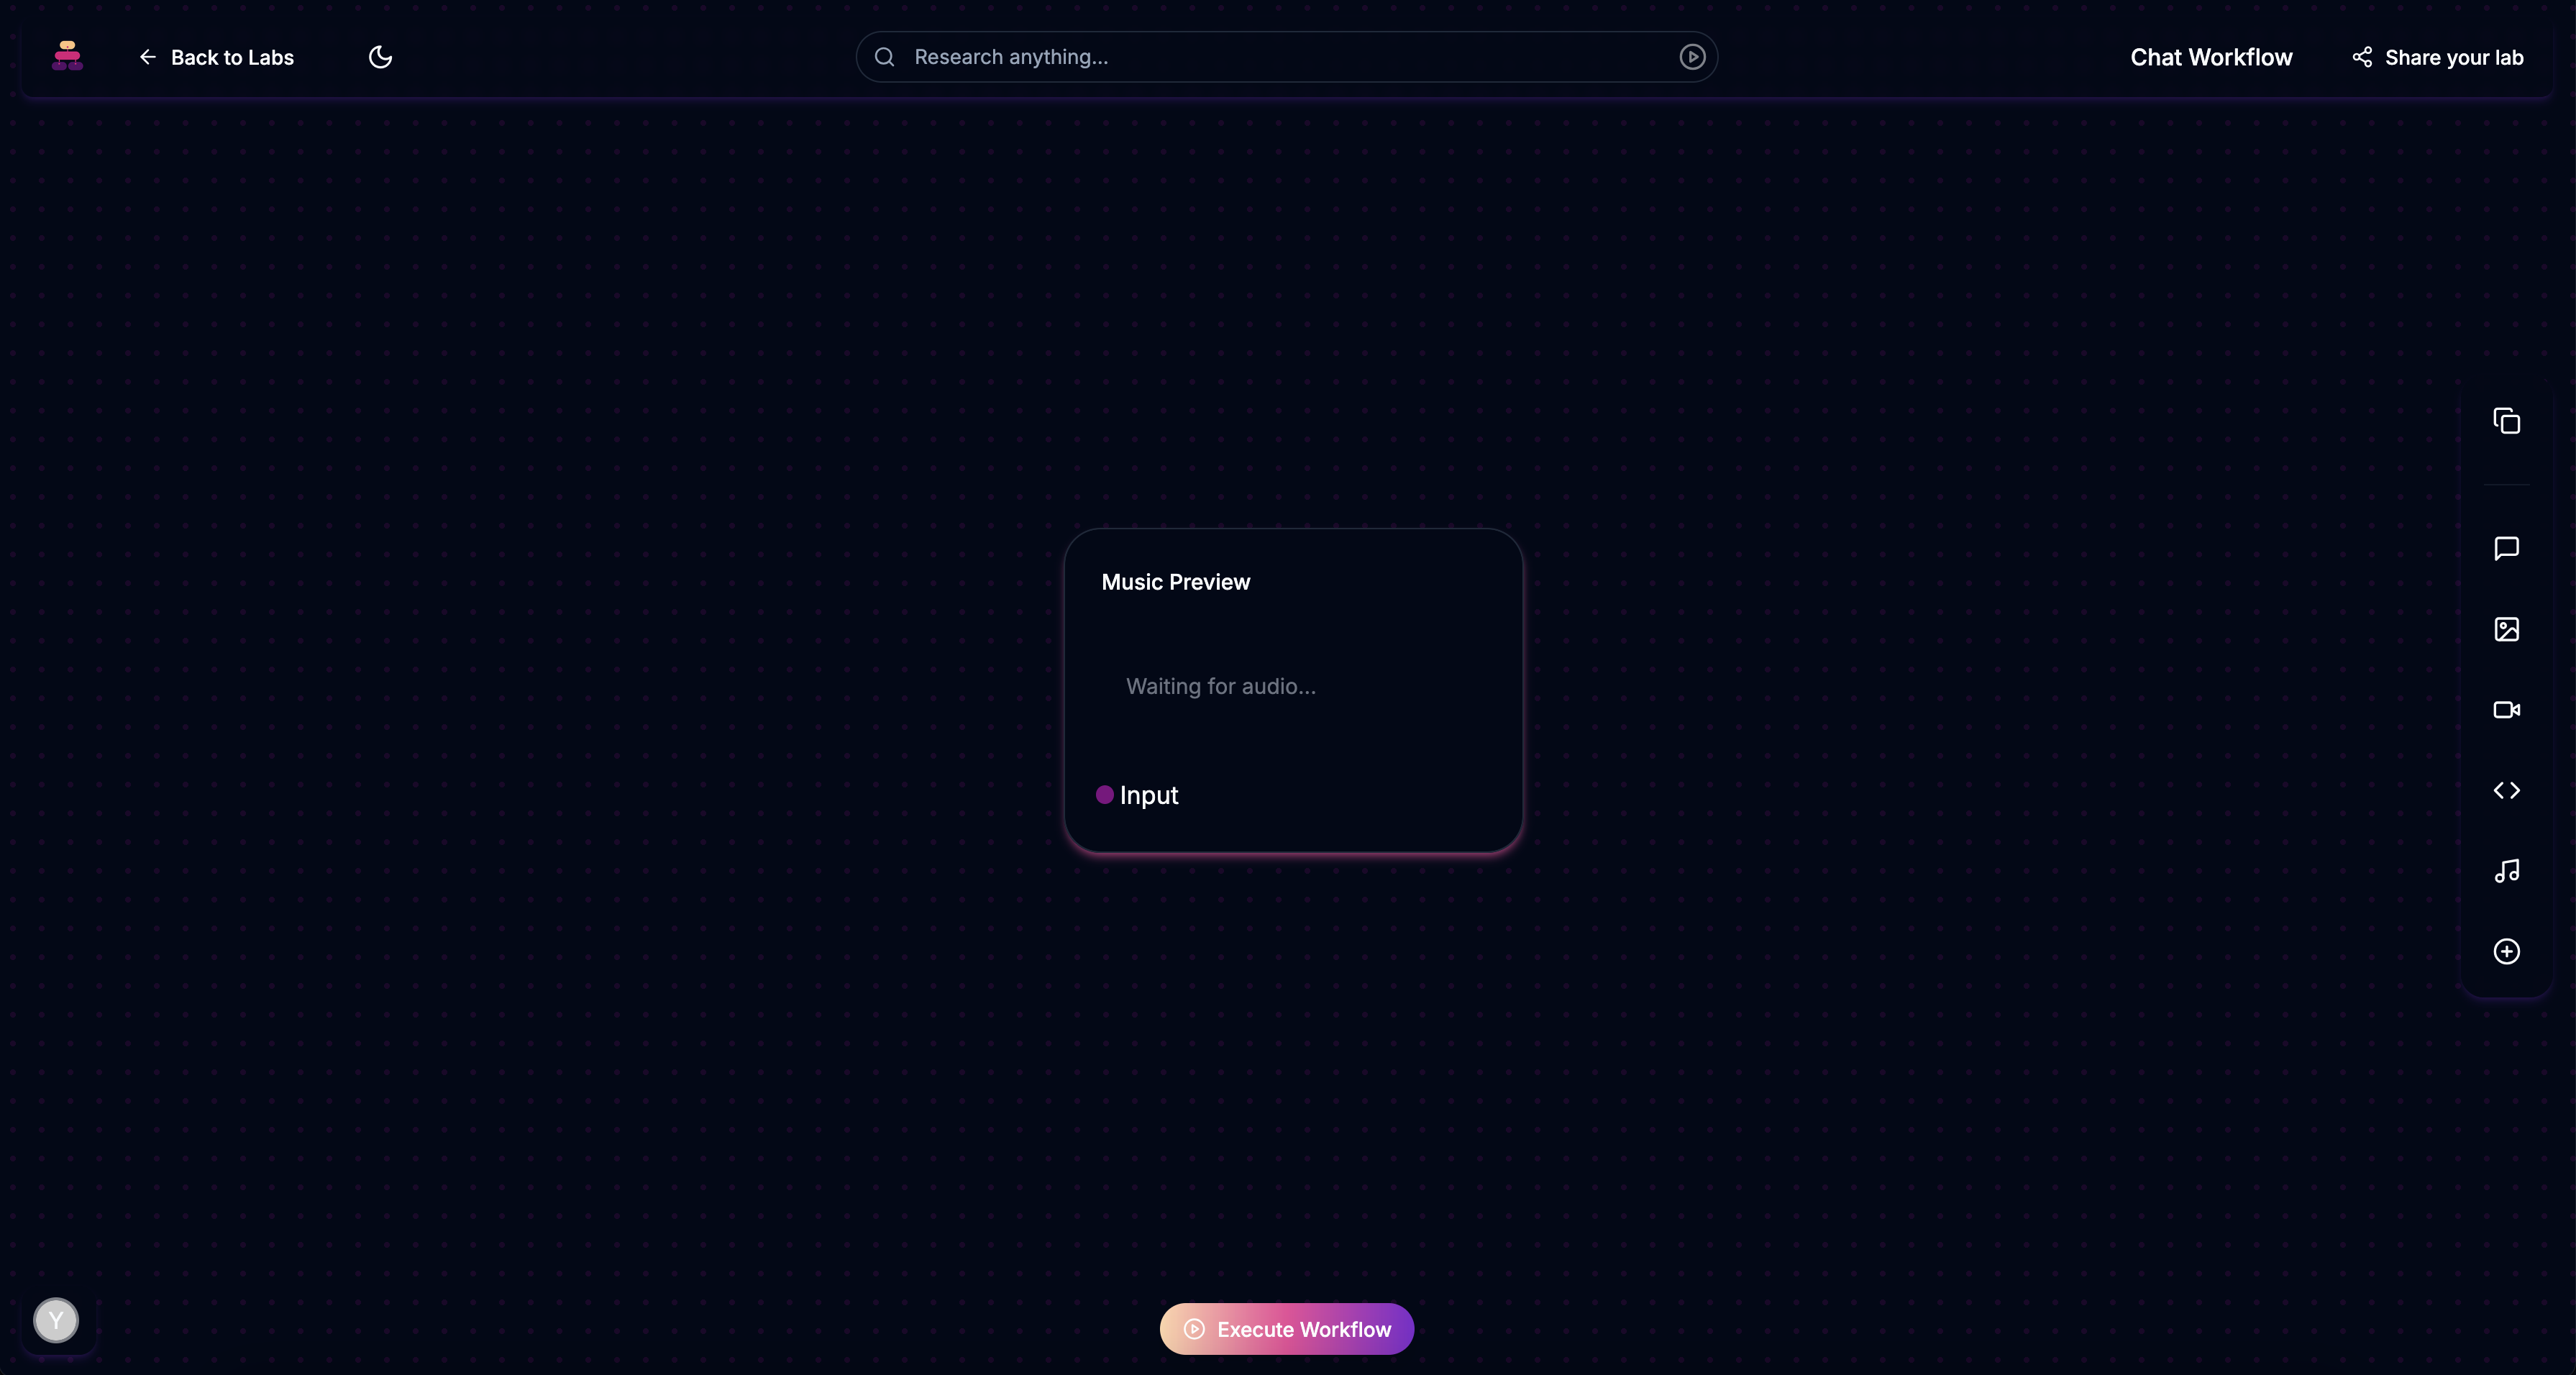 Back to Labs
Research anything...
Chat Workflow
Share your lab
Music Preview
Waiting for audio...
Input
Y
Execute Workflow